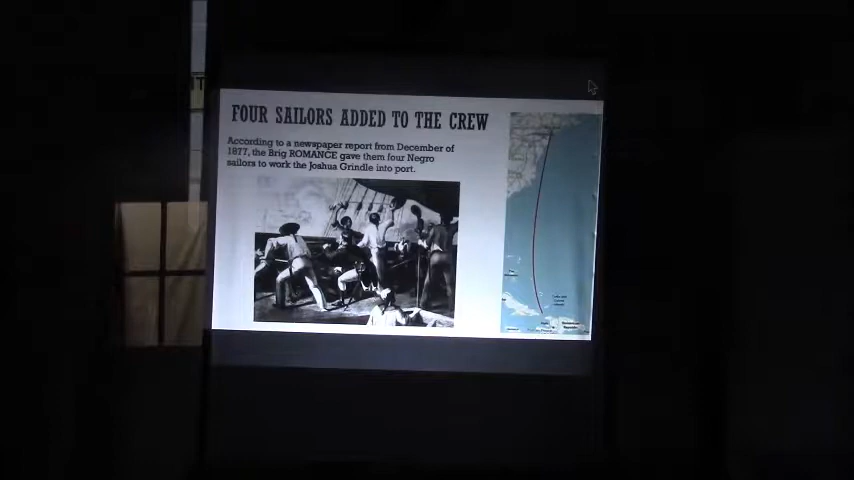 FOUR SAILORS ADDED TO THE CREW
According to a newspaper report from December of
1877, the Brig ROMANCE gave them four Negro
sailors to work the Joshua Grindle into port.